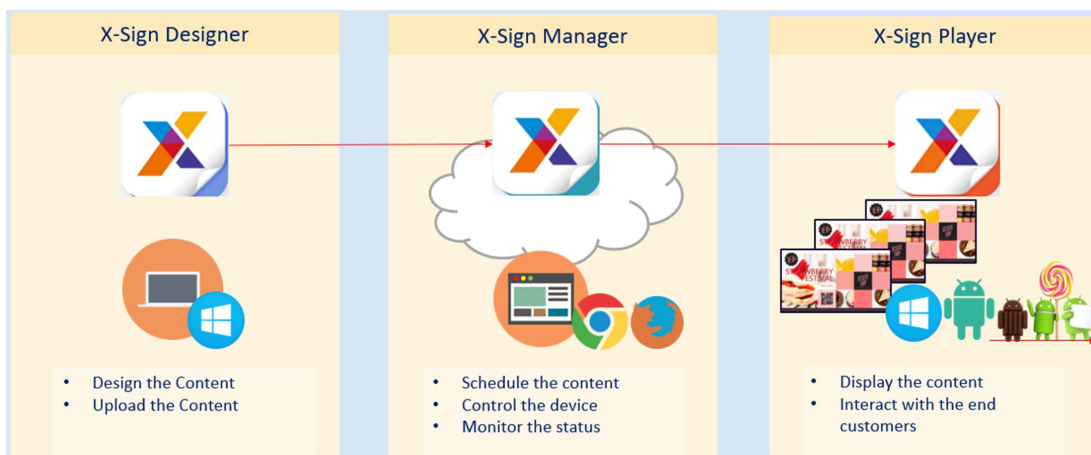 X-Sign Designer
• Design the Content
• Upload the Content
X-Sign Manager
• Schedule the content
• Control the device
• Monitor the status
X-Sign Player
STRAWBERRY
• Display the content
• Interact with the end
customers